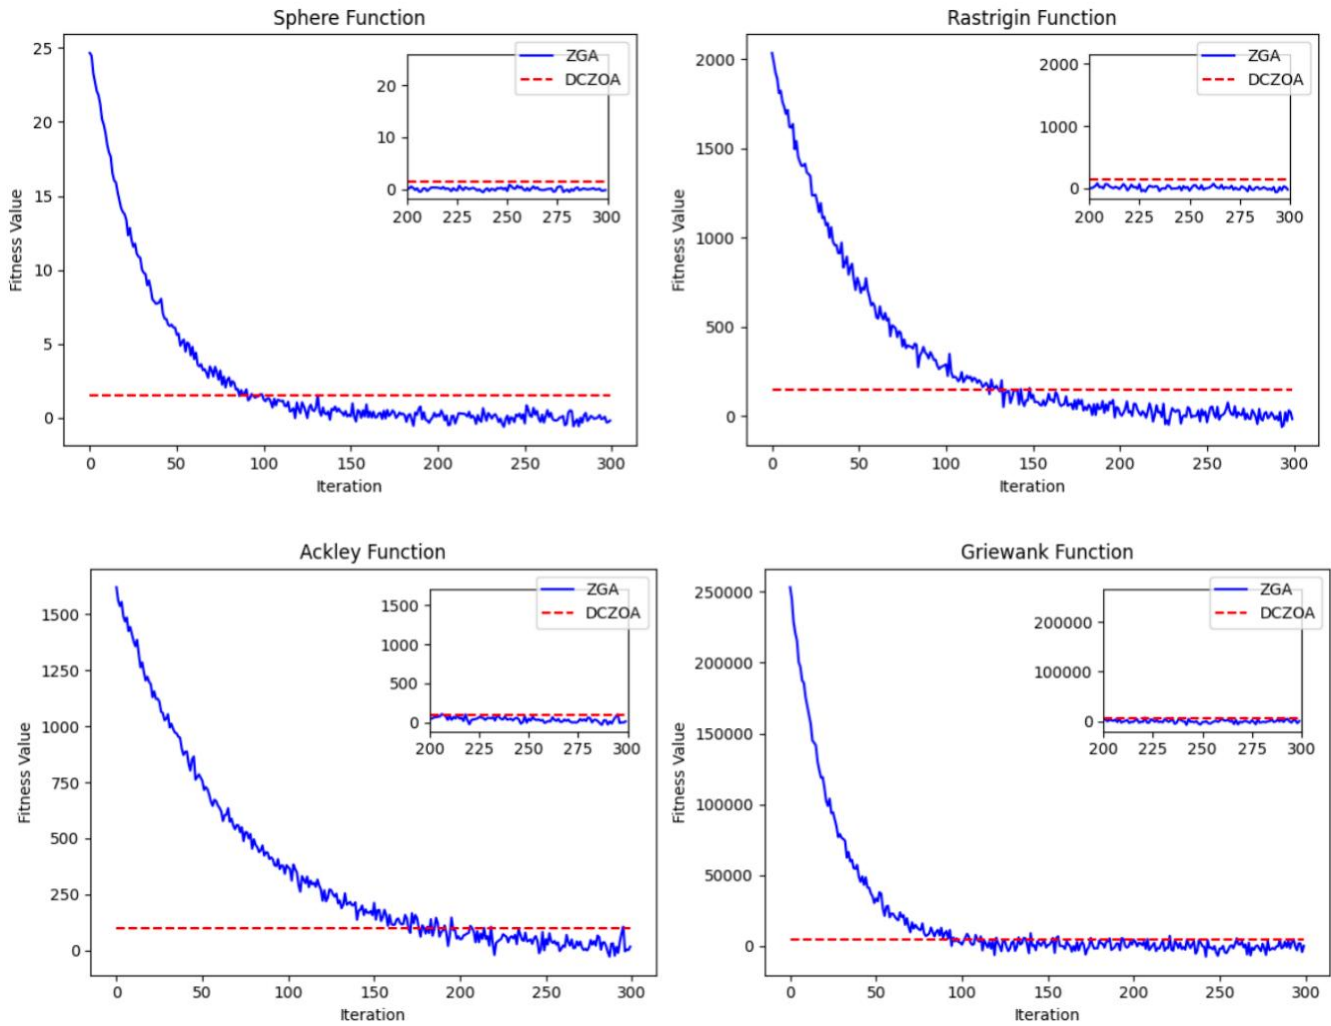 Sphere Function
25
20
15
10
5
0
Fitness Value
0 50 100 150 200 250 300
Iteration
ZGA
DCZOA
20
10
0
200 225 250 275 300
Rastrigin Function
2000
1500
1000
500
0
Fitness Value
0 50 100 150 200 250 300
Iteration
ZGA
DCZOA
2000
1000
0
200 225 250 275 300
Ackley Function
1500
1250
1000
750
500
250
0
Fitness Value
0 50 100 150 200 250 300
Iteration
ZGA
DCZOA
1500
1000
500
0
200 225 250 275 300
Griewank Function
250000
200000
150000
100000
50000
0
Fitness Value
0 50 100 150 200 250 300
Iteration
ZGA
DCZOA
200000
100000
0
200 225 250 275 300